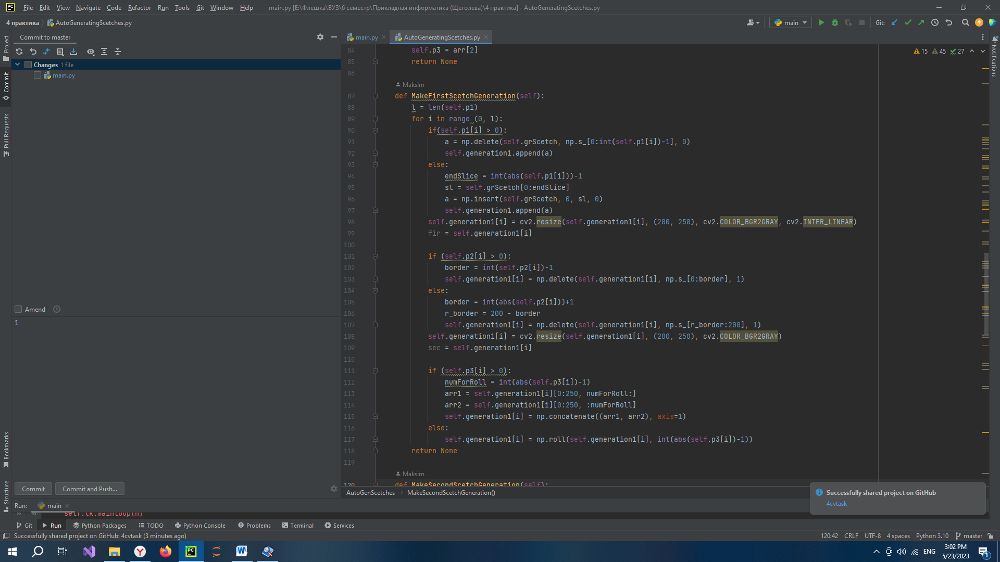 File Edit View Navigate Code Refactor Run Tools Git Window Help main.py [E:\Флешка\ВУЗ\6 семестр\Прикладная информатика (Щеголева)\4 практика] - AutoGeneratingScetches.py
4 практика AutoGeneratingScetches.py main Git:
Commit to master
main.py AutoGeneratingScetches.py
Project
Commit
Pull Requests
Bookmarks
Structure
Notifications
Changes 1 file
main.py
Amend
1
Commit Commit and Push...
15 45 27
84 self.p3 = arr[2]
85 return None
86
Maksim
87 def MakeFirstScetchGeneration(self):
88 l = len(self.p1)
89 for i in range (0, l):
90 if(self.p1[i] > 0):
91 a = np.delete(self.grScetch, np.s_[0:int(self.p1[i])-1], 0)
92 self.generation1.append(a)
93 else:
94 endSlice = int(abs(self.p1[i]))-1
95 sl = self.grScetch[0:endSlice]
96 a = np.insert(self.grScetch, 0, sl, 0)
97 self.generation1.append(a)
98 self.generation1[i] = cv2.resize(self.generation1[i], (200, 250), cv2.COLOR_BGR2GRAY, cv2.INTER_LINEAR)
99 fir = self.generation1[i]
100
101 if (self.p2[i] > 0):
102 border = int(self.p2[i])-1
103 self.generation1[i] = np.delete(self.generation1[i], np.s_[0:border], 1)
104 else:
105 border = int(abs(self.p2[i]))+1
106 r_border = 200 - border
107 self.generation1[i] = np.delete(self.generation1[i], np.s_[r_border:200], 1)
108 self.generation1[i] = cv2.resize(self.generation1[i], (200, 250), cv2.COLOR_BGR2GRAY)
109 sec = self.generation1[i]
110
111 if (self.p3[i] > 0):
112 numForRoll = int(abs(self.p3[i])-1)
113 arr1 = self.generation1[i][0:250, numForRoll:]
114 arr2 = self.generation1[i][0:250, :numForRoll]
115 self.generation1[i] = np.concatenate((arr1, arr2), axis=1)
116 else:
117 self.generation1[i] = np.roll(self.generation1[i], int(abs(self.p3[i])-1))
118 return None
119
Maksim
120 def MakeSecondScetchGeneration(self):
AutoGenScetches MakeSecondScetchGeneration()
Successfully shared project on GitHub
4cvtask
Run: main
self.tk.mainloop(n)
Git Run Python Packages TODO Python Console Problems Terminal Services
Successfully shared project on GitHub: 4cvtask (3 minutes ago) 120:42 CRLF UTF-8 4 spaces Python 3.10 master
ENG 3:02 PM
5/23/2023
1